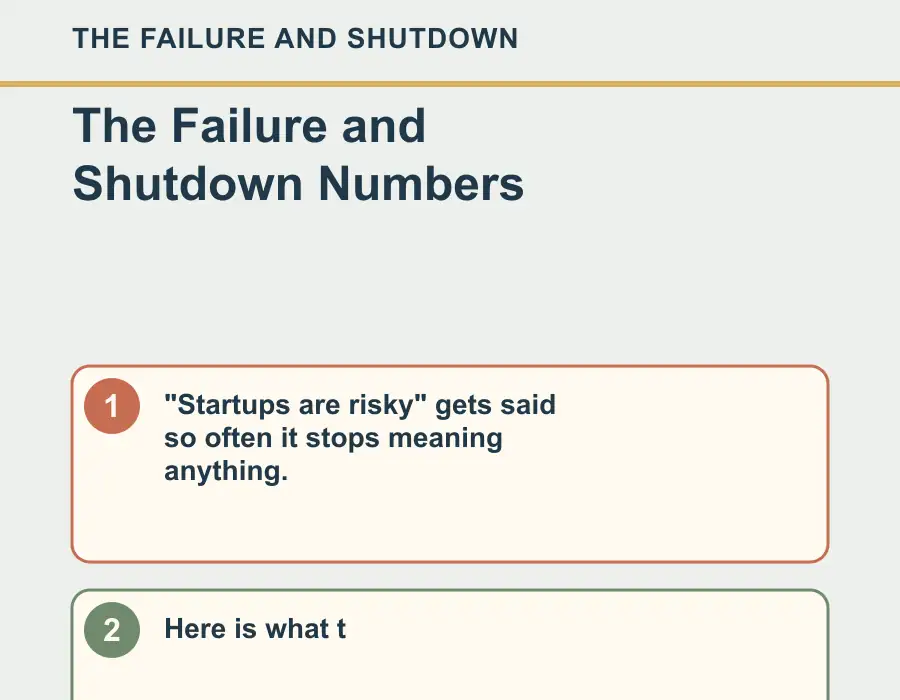 THE FAILURE AND SHUTDOWN
The Failure and
Shutdown Numbers
1
"Startups are risky" gets said
so often it stops meaning
anything.
2
Here is what t